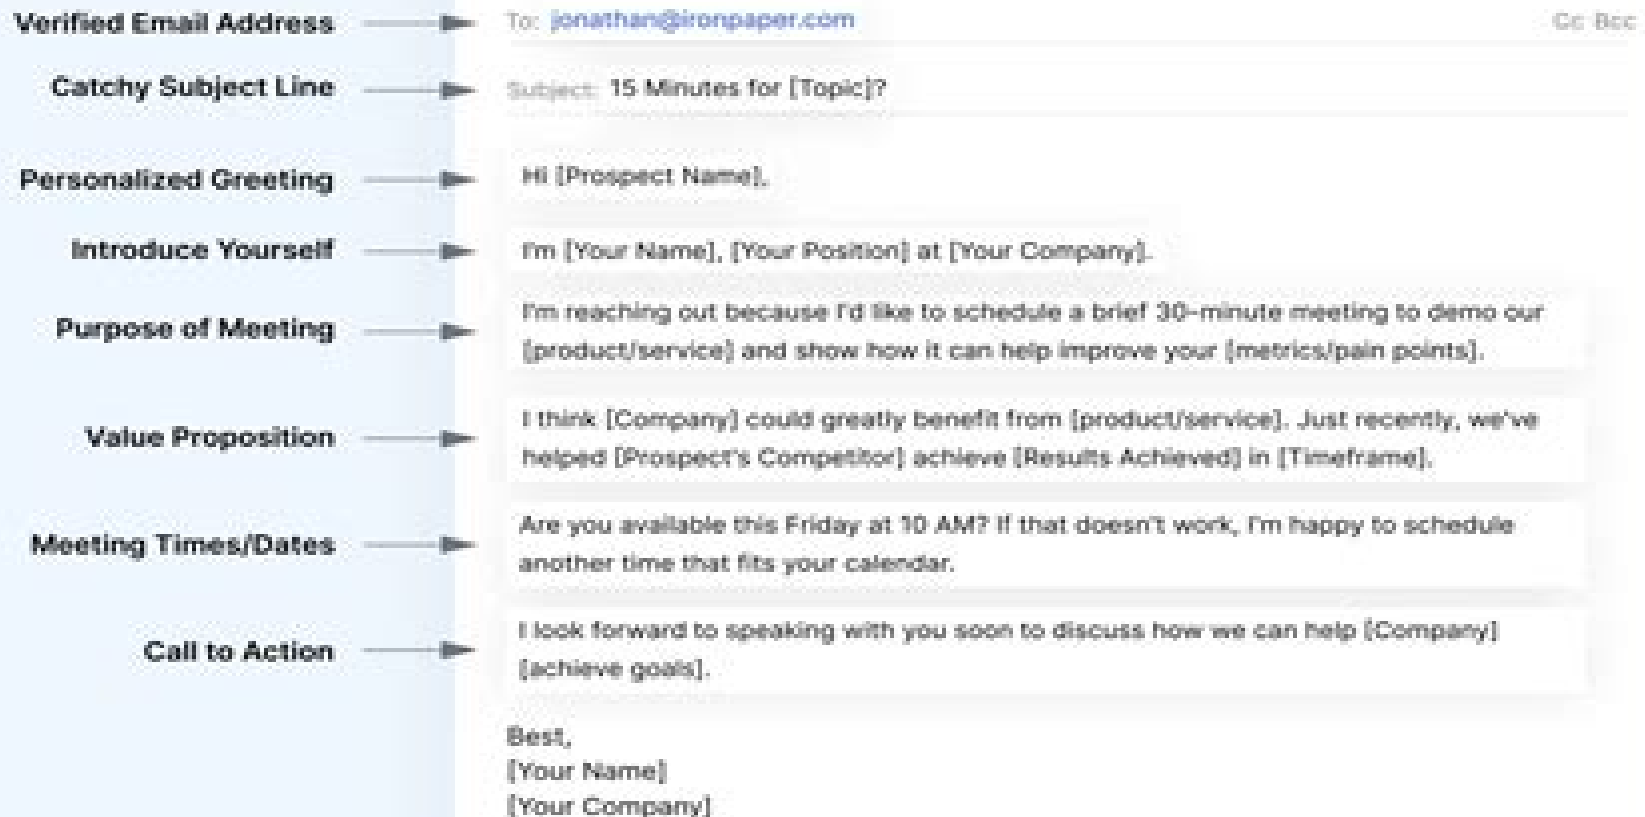 Verified Email Address
To: jonathan@ironpaper.com
Cc Bcc
Catchy Subject Line
Subject: 15 Minutes for [Topic]?
Personalized Greeting
Hi [Prospect Name],
Introduce Yourself
I'm [Your Name], [Your Position] at [Your Company].
Purpose of Meeting
I'm reaching out because I'd like to schedule a brief 30-minute meeting to demo our
[product/service] and show how it can help improve your [metrics/pain points].
Value Proposition
I think [Company] could greatly benefit from [product/service]. Just recently, we've
helped [Prospect's Competitor] achieve [Results Achieved] in [Timeframe].
Meeting Times/Dates
Are you available this Friday at 10 AM? If that doesn't work, I'm happy to schedule
another time that fits your calendar.
Call to Action
I look forward to speaking with you soon to discuss how we can help [Company]
[achieve goals].
Best,
[Your Name]
[Your Company]